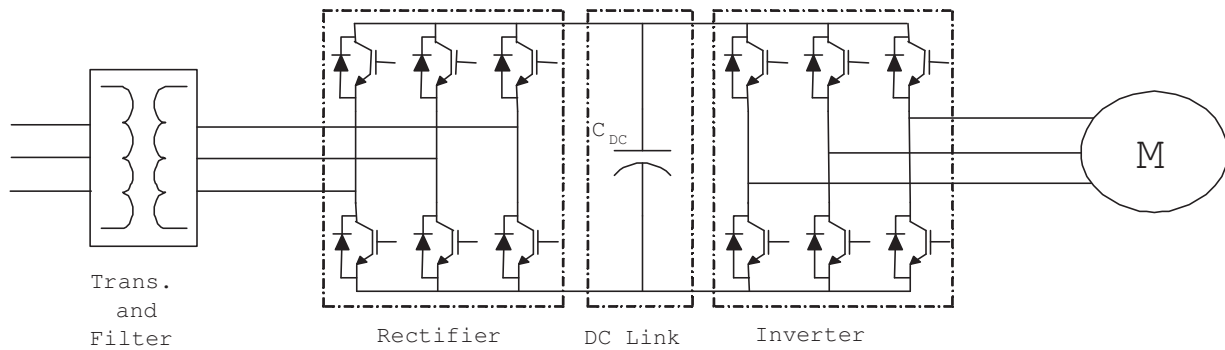 C DC
M
Trans.
and
Filter
Rectifier
DC Link
Inverter